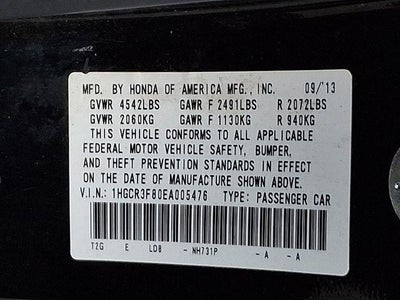 MFD. BY HONDA OF AMERICA MFG., INC. 09/'13
GVWR 4542LBS GAWR F 2491LBS R 2072LBS
GVWR 2060KG GAWR F 1130KG R 940KG
THIS VEHICLE CONFORMS TO ALL APPLICABLE
FEDERAL MOTOR VEHICLE SAFETY, BUMPER,
AND THEFT PREVENTION STANDARDS IN EFFECT
ON THE DATE OF MANUFACTURE SHOWN ABOVE.
V.I.N: 1HGCR3F80EA005476 TYPE: PASSENGER CAR
T2G E LD8 - NH731P - A - A